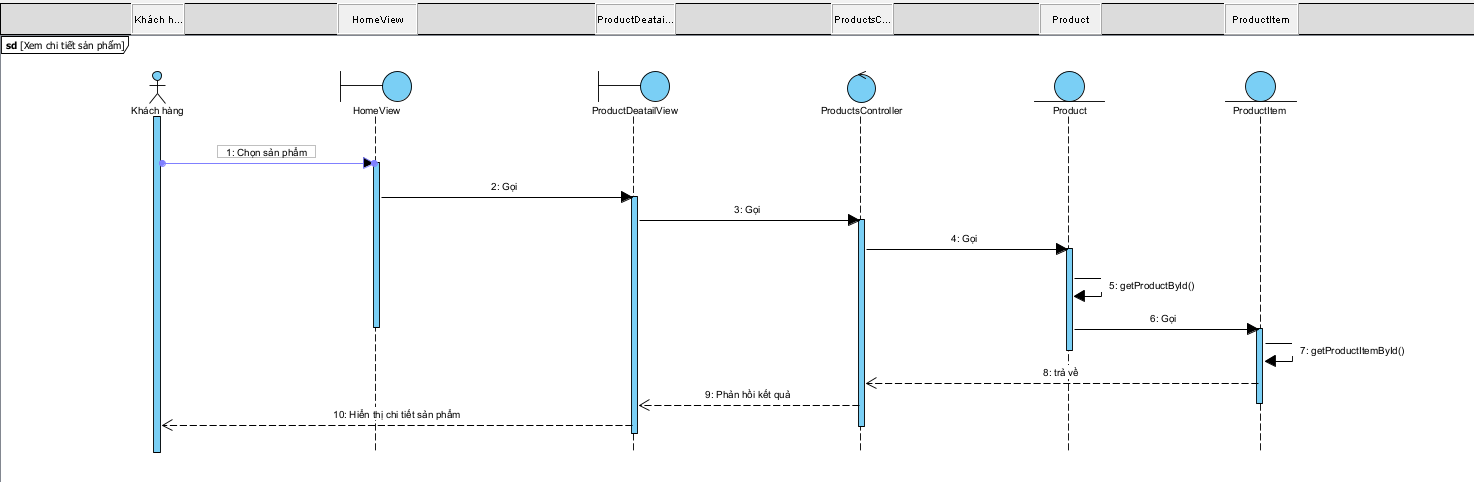 Khách h...
HomeView
ProductDeatai...
ProductsC...
Product
ProductItem
sd [Xem chi tiết sản phẩm]
Khách hàng
HomeView
ProductDeatailView
ProductsController
Product
ProductItem
1: Chọn sản phẩm
2: Gọi
3: Gọi
4: Gọi
5: getProductById()
6: Gọi
7: getProductItemById()
8: trả về
9: Phản hồi kết quả
10: Hiển thị chi tiết sản phẩm